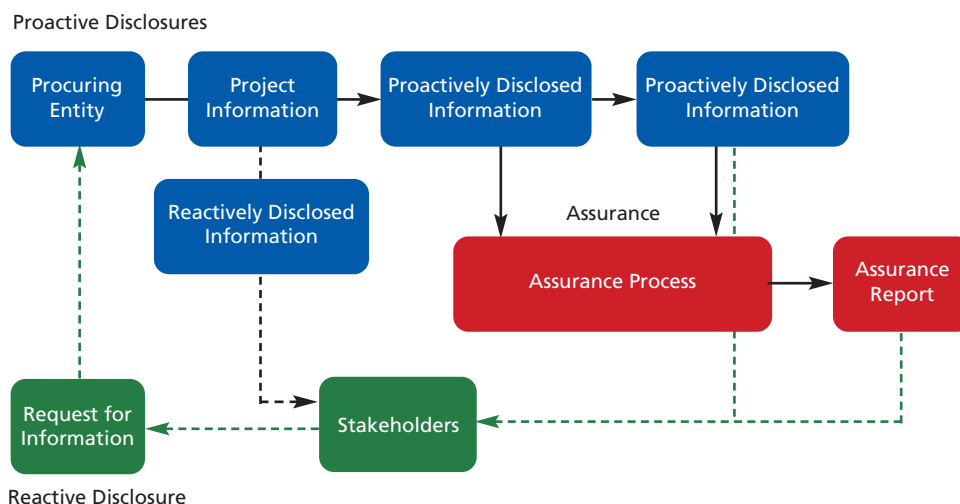 Proactive Disclosures
Procuring
Entity
Project
Information
Proactively Disclosed
Information
Proactively Disclosed
Information
Reactively Disclosed
Information
Assurance
Assurance Process
Assurance
Report
Request for
Information
Stakeholders
Reactive Disclosure